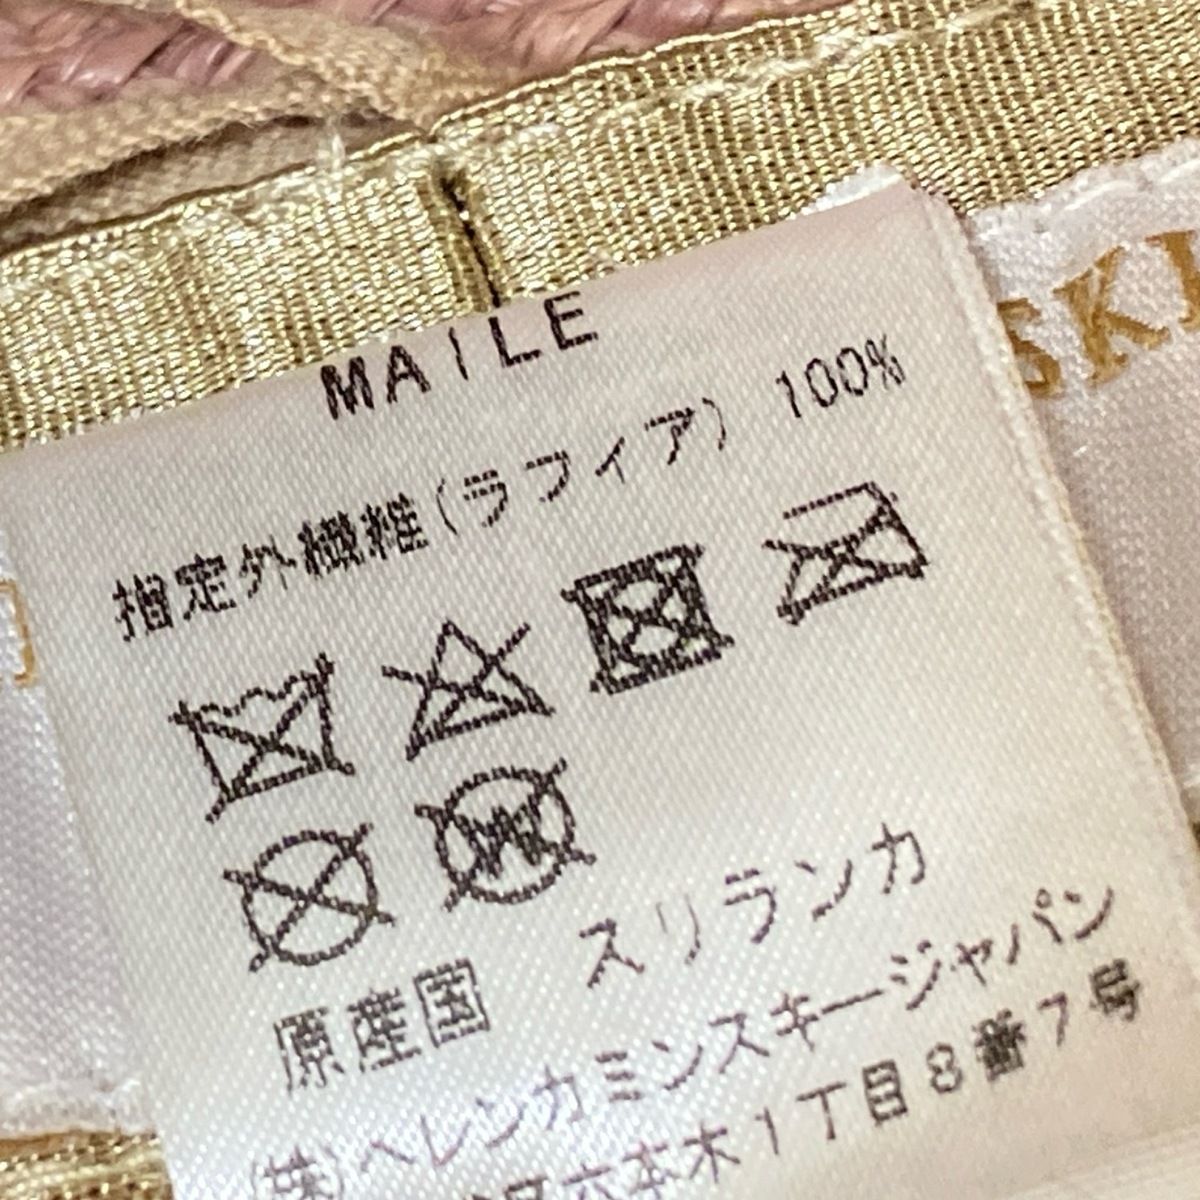 MAILE
指定外繊維(ラフィア) 100%
原産国 スリランカ
(株)ヘレンカミンスキージャパン
区六本木1丁目8番7号
SKI